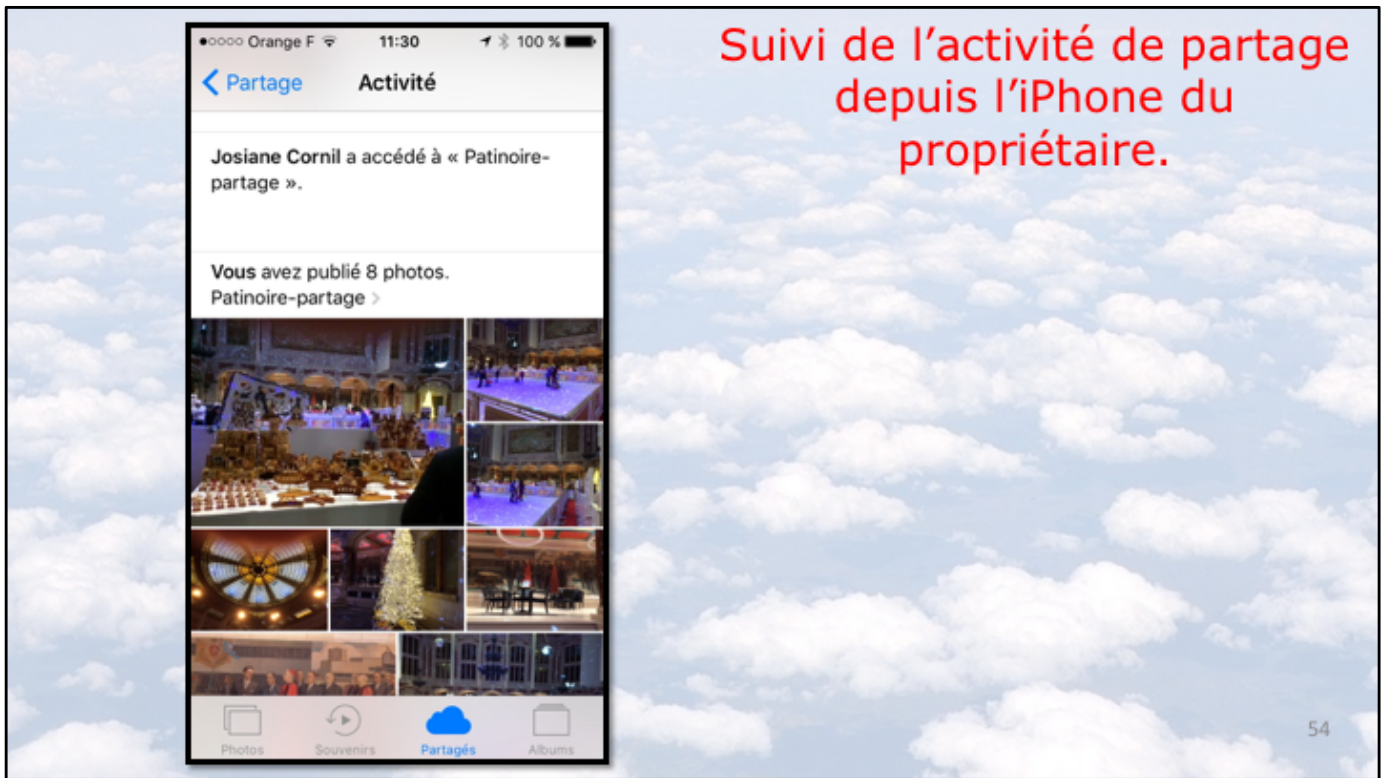 ●○○○○ Orange F 11:30 100 %
Partage Activité
Josiane Cornil a accédé à « Patinoire-
partage ».
Vous avez publié 8 photos.
Patinoire-partage >
Photos Souvenirs Partagés Albums
Suivi de l’activité de partage
depuis l’iPhone du
propriétaire.
54